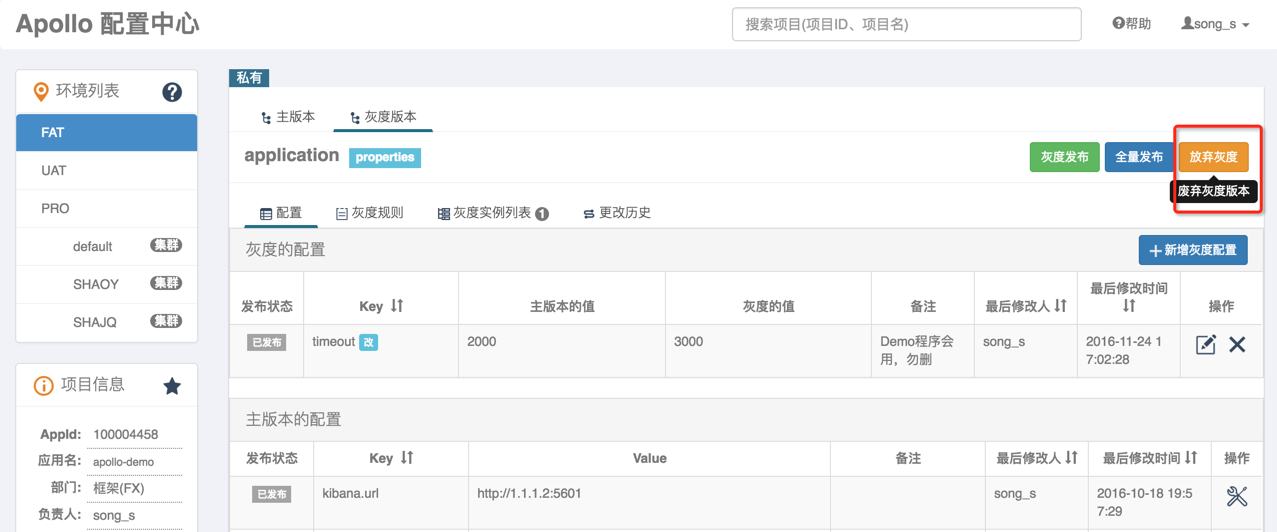 Apollo 配置中心
搜索项目(项目ID、项目名)
帮助
song_s
环境列表
FAT
UAT
PRO
default 集群
SHAOY 集群
SHAJQ 集群
项目信息
AppId: 100004458
应用名: apollo-demo
部门: 框架(FX)
负责人: song_s
私有
主版本 灰度版本
application properties
灰度发布 全量发布 放弃灰度
废弃灰度版本
配置 灰度规则 灰度实例列表 1 更改历史
灰度的配置
新增灰度配置
发布状态 Key 主版本的值 灰度的值 备注 最后修改人 最后修改时间 操作
已发布 timeout 改 2000 3000 Demo程序会 song_s 2016-11-24 1
用，勿删 7:02:28
主版本的配置
发布状态 Key Value 备注 最后修改人 最后修改时间 操作
已发布 kibana.url http://1.1.1.2:5601 song_s 2016-10-18 19:5
7:29